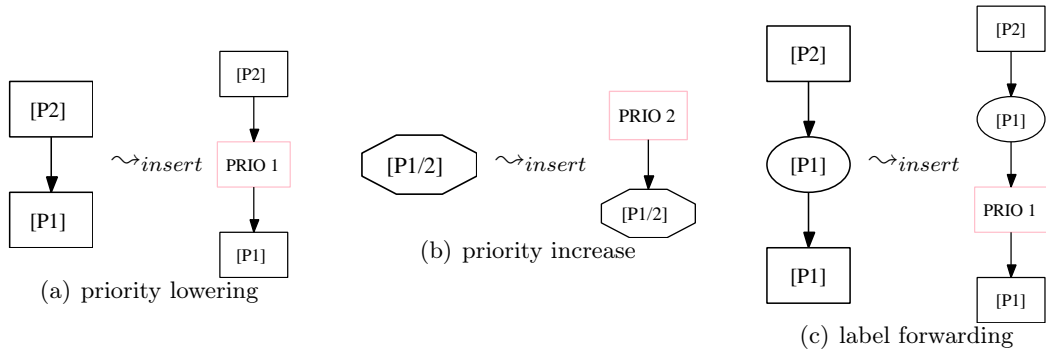 [P2]
[P1]
⤳insert
[P2]
PRIO 1
[P1]
(a) priority lowering
[P1/2]
⤳insert
PRIO 2
[P1/2]
(b) priority increase
[P2]
[P1]
[P1]
⤳insert
[P2]
[P1]
PRIO 1
[P1]
(c) label forwarding